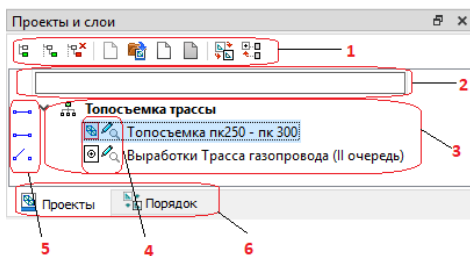 Проекты и слои
1
2
Топосъемка трассы
Топосъемка пк250 - пк 300
3
Выработки Трасса газопровода (II очередь)
Проекты
Порядок
5
4
6